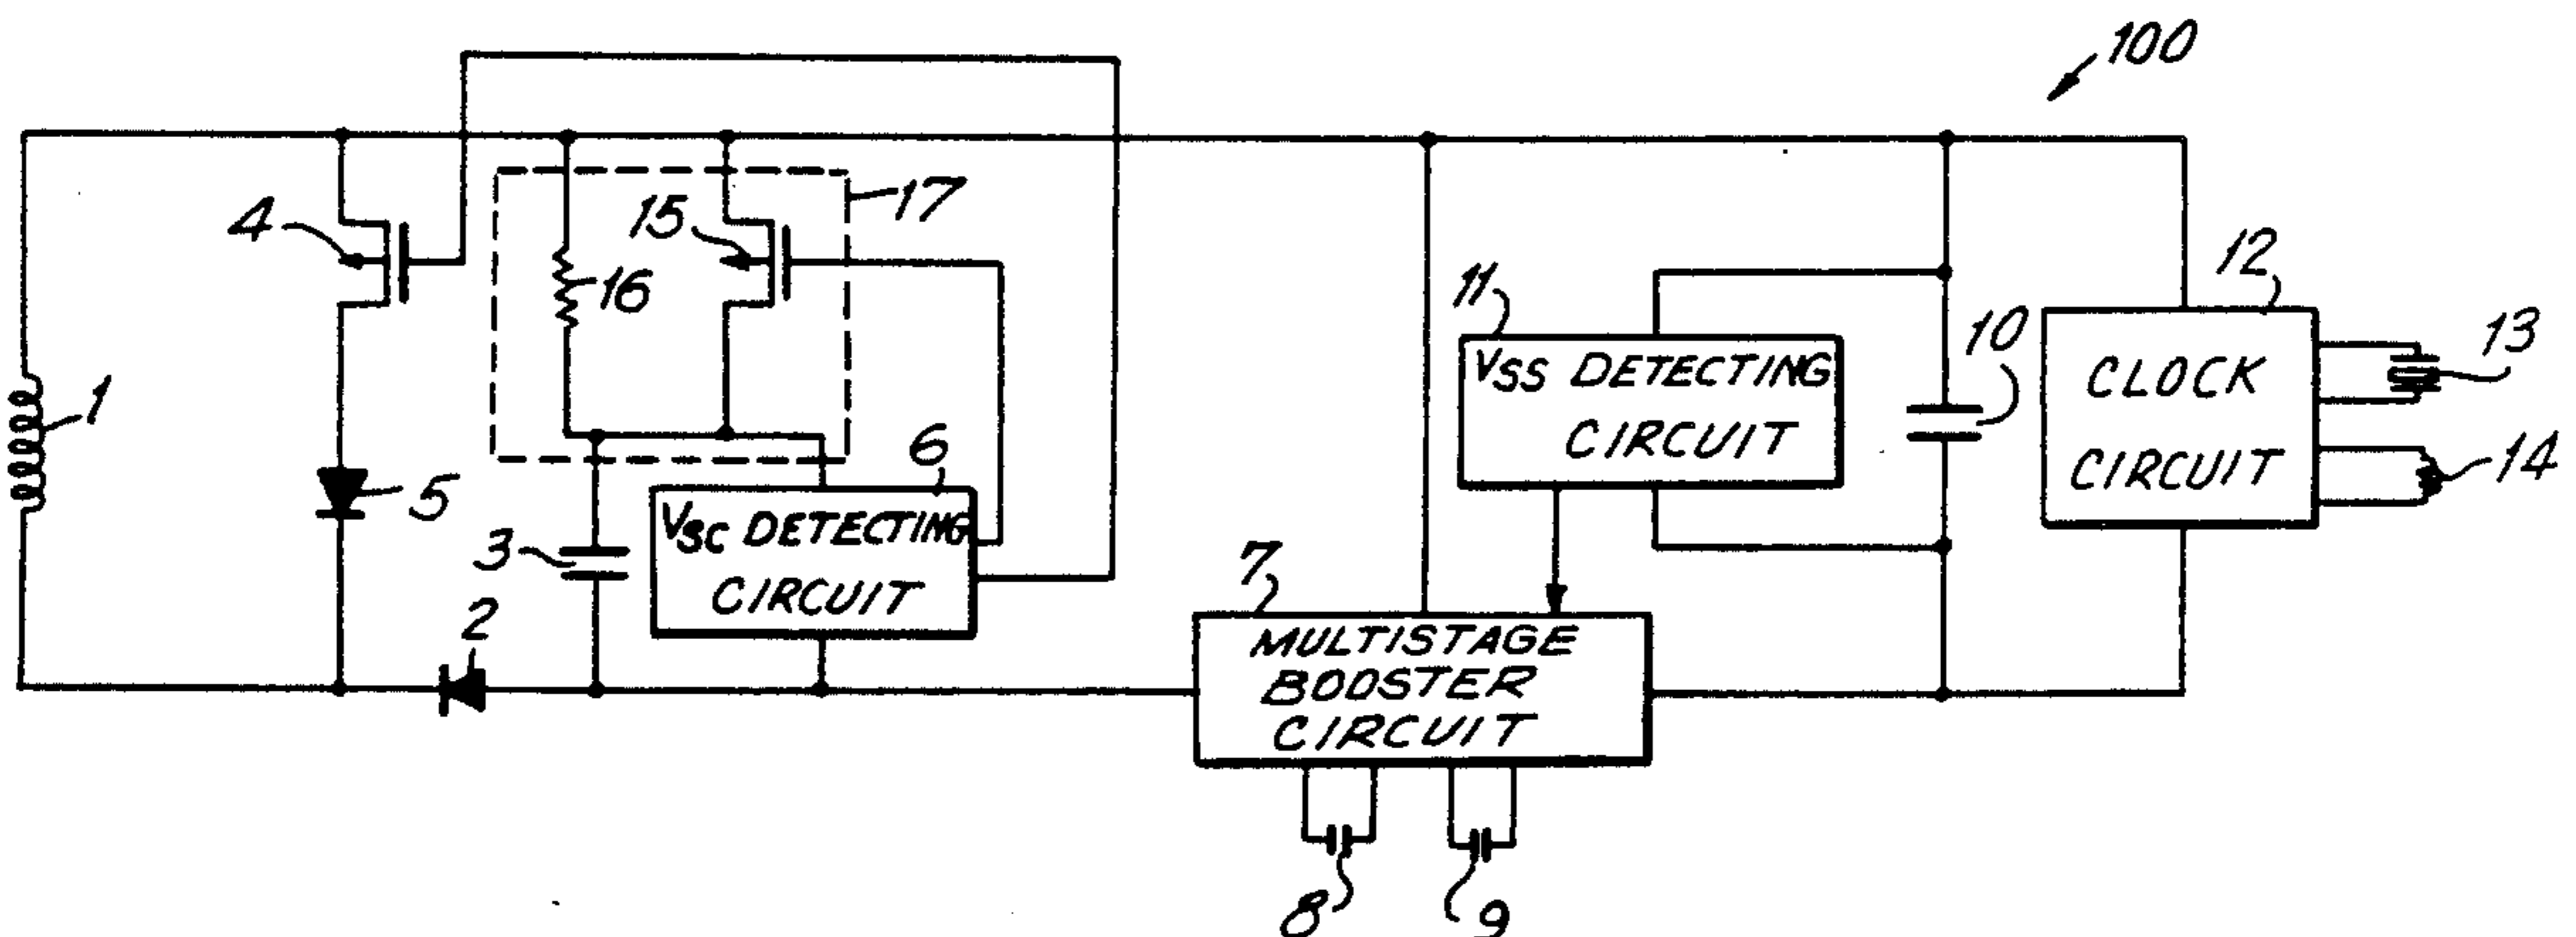 100
17
4
15
16
12
11
10
13
VSS DETECTING
CIRCUIT
CLOCK
CIRCUIT
1
5
6
14
3
VSC DETECTING
CIRCUIT
2
7
MULTISTAGE
BOOSTER
CIRCUIT
8
9